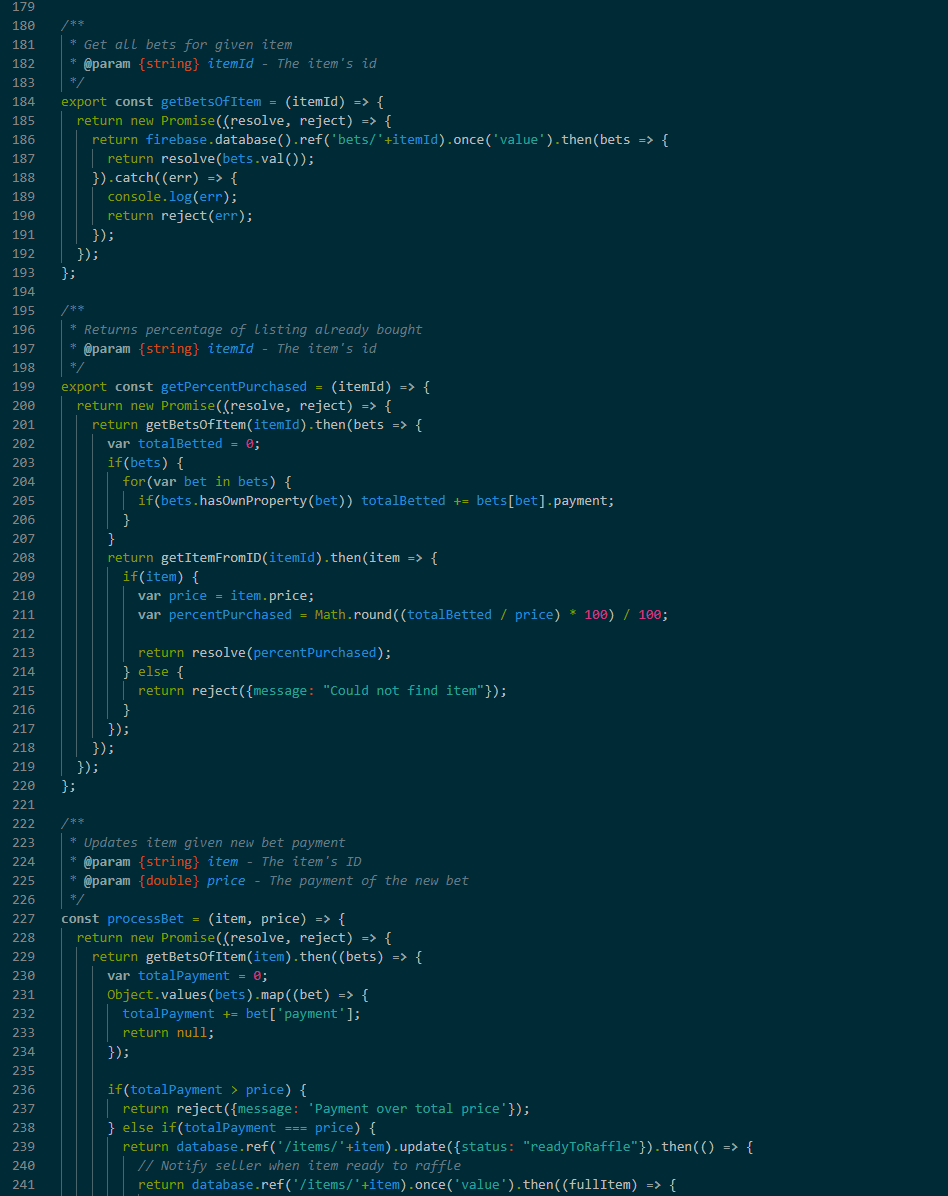 179
180 /**
181  * Get all bets for given item
182  * @param {string} itemId - The item's id
183  */
184 export const getBetsOfItem = (itemId) => {
185   return new Promise((resolve, reject) => {
186     return firebase.database().ref('bets/'+itemId).once('value').then(bets => {
187       return resolve(bets.val());
188     }).catch((err) => {
189       console.log(err);
190       return reject(err);
191     });
192   });
193 };
194
195 /**
196  * Returns percentage of listing already bought
197  * @param {string} itemId - The item's id
198  */
199 export const getPercentPurchased = (itemId) => {
200   return new Promise((resolve, reject) => {
201     return getBetsOfItem(itemId).then(bets => {
202       var totalBetted = 0;
203       if(bets) {
204         for(var bet in bets) {
205           if(bets.hasOwnProperty(bet)) totalBetted += bets[bet].payment;
206         }
207       }
208       return getItemFromID(itemId).then(item => {
209         if(item) {
210           var price = item.price;
211           var percentPurchased = Math.round((totalBetted / price) * 100) / 100;
212
213           return resolve(percentPurchased);
214         } else {
215           return reject({message: "Could not find item"});
216         }
217       });
218     });
219   });
220 };
221
222 /**
223  * Updates item given new bet payment
224  * @param {string} item - The item's ID
225  * @param {double} price - The payment of the new bet
226  */
227 const processBet = (item, price) => {
228   return new Promise((resolve, reject) => {
229     return getBetsOfItem(item).then((bets) => {
230       var totalPayment = 0;
231       Object.values(bets).map((bet) => {
232         totalPayment += bet['payment'];
233         return null;
234       });
235
236       if(totalPayment > price) {
237         return reject({message: 'Payment over total price'});
238       } else if(totalPayment === price) {
239         return database.ref('/items/'+item).update({status: "readyToRaffle"}).then(() => {
240           // Notify seller when item ready to raffle
241           return database.ref('/items/'+item).once('value').then((fullItem) => {